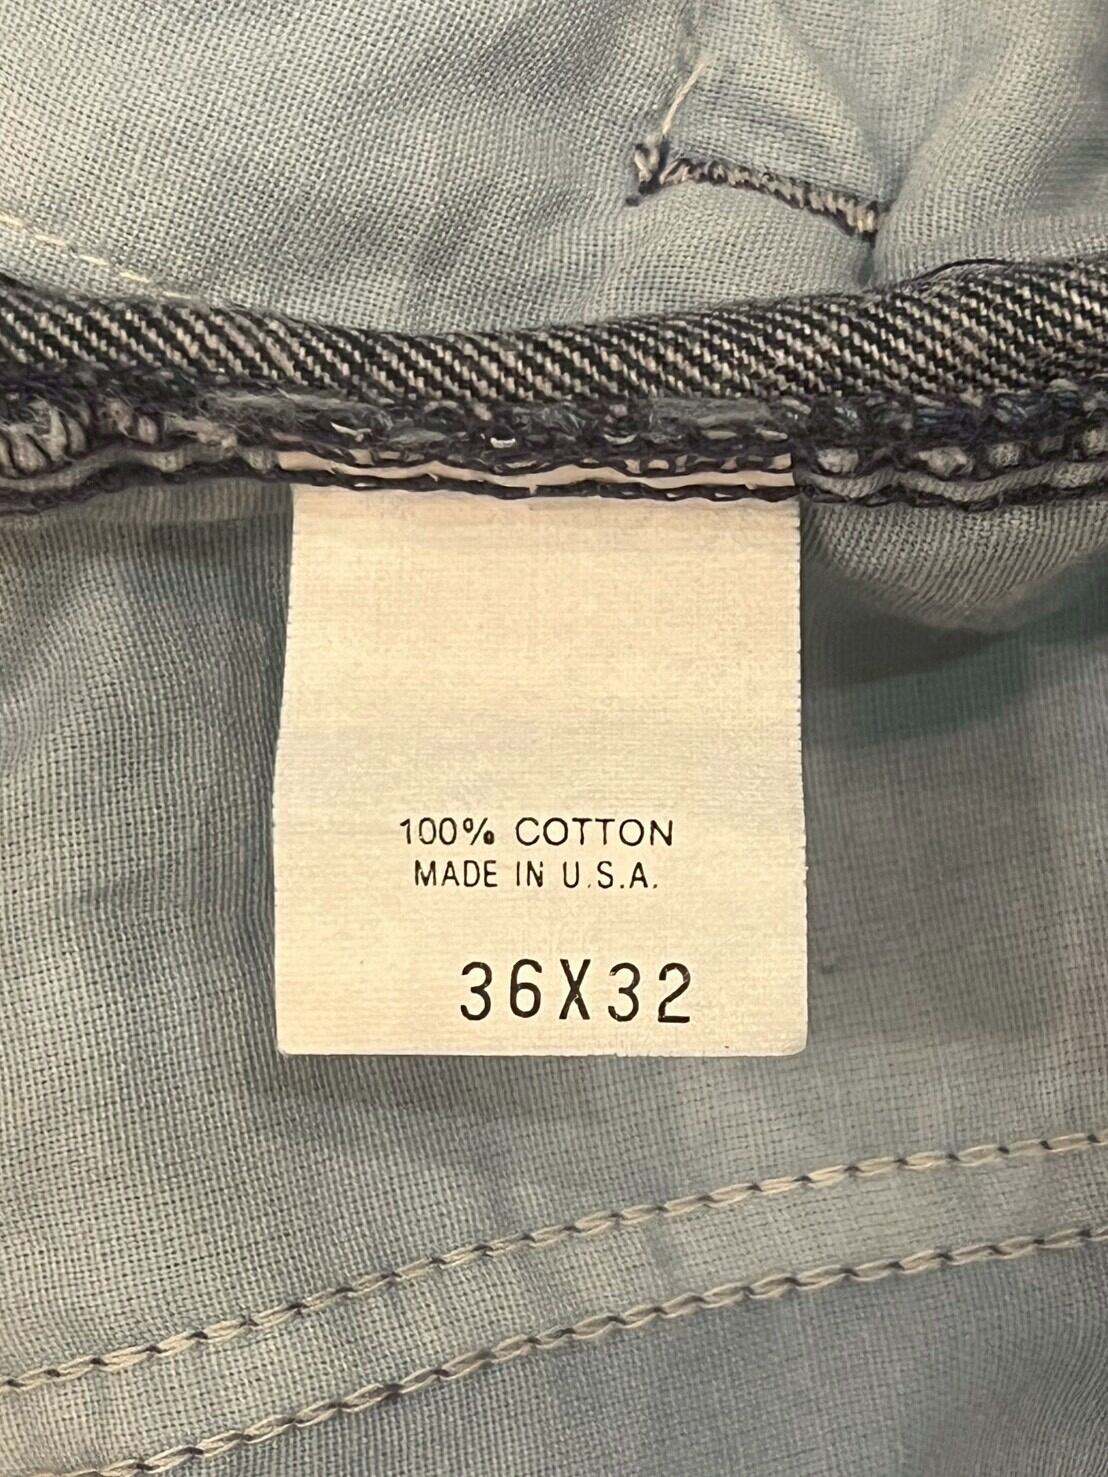 100% COTTON
MADE IN U.S.A.
36X32